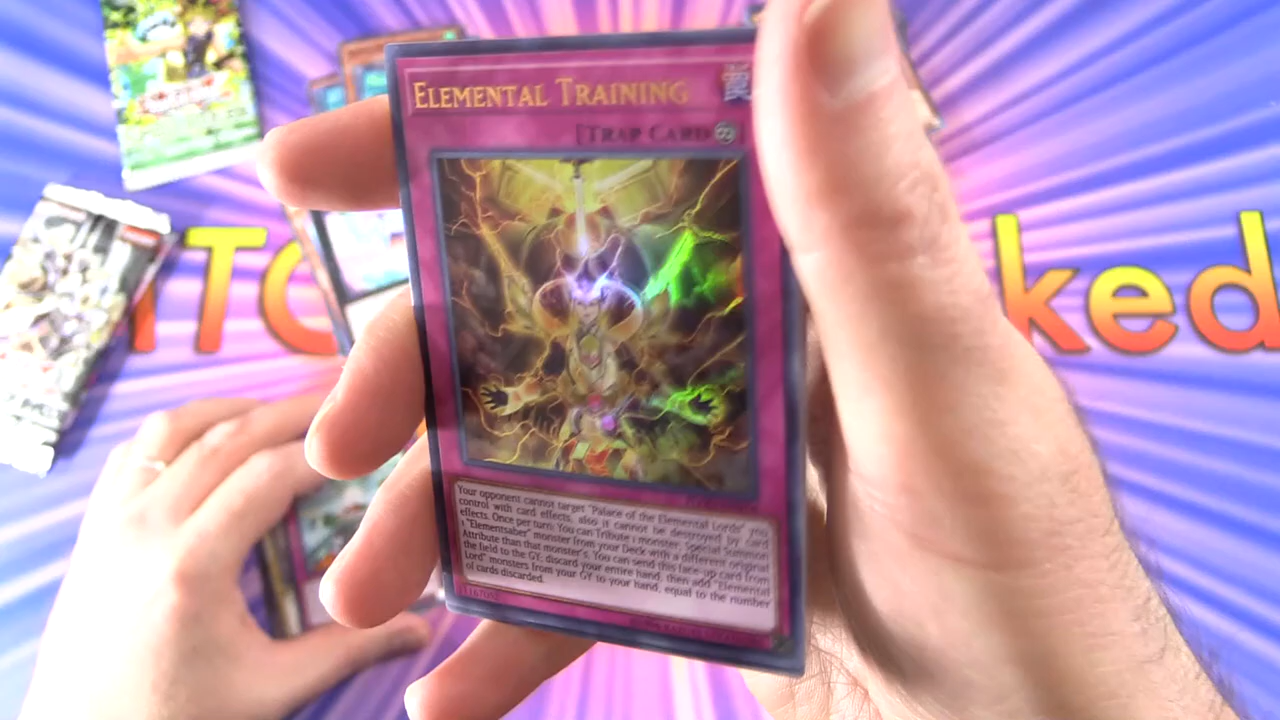 ELEMENTAL TRAINING
[TRAP CARD
TC ked
Your opponent cannot target "Palace of the Elemental Lords" you
control with card effects, also it cannot be destroyed by card
effects. Once per turn: You can Tribute 1 monster; Special Summon
1 "Elementsaber" monster from your Deck with a different original
Attribute than that monster's. You can send this face-up card from
the field to the GY; discard your entire hand, then add "Elemental
Lord" monsters from your GY to your hand, equal to the number
of cards discarded.